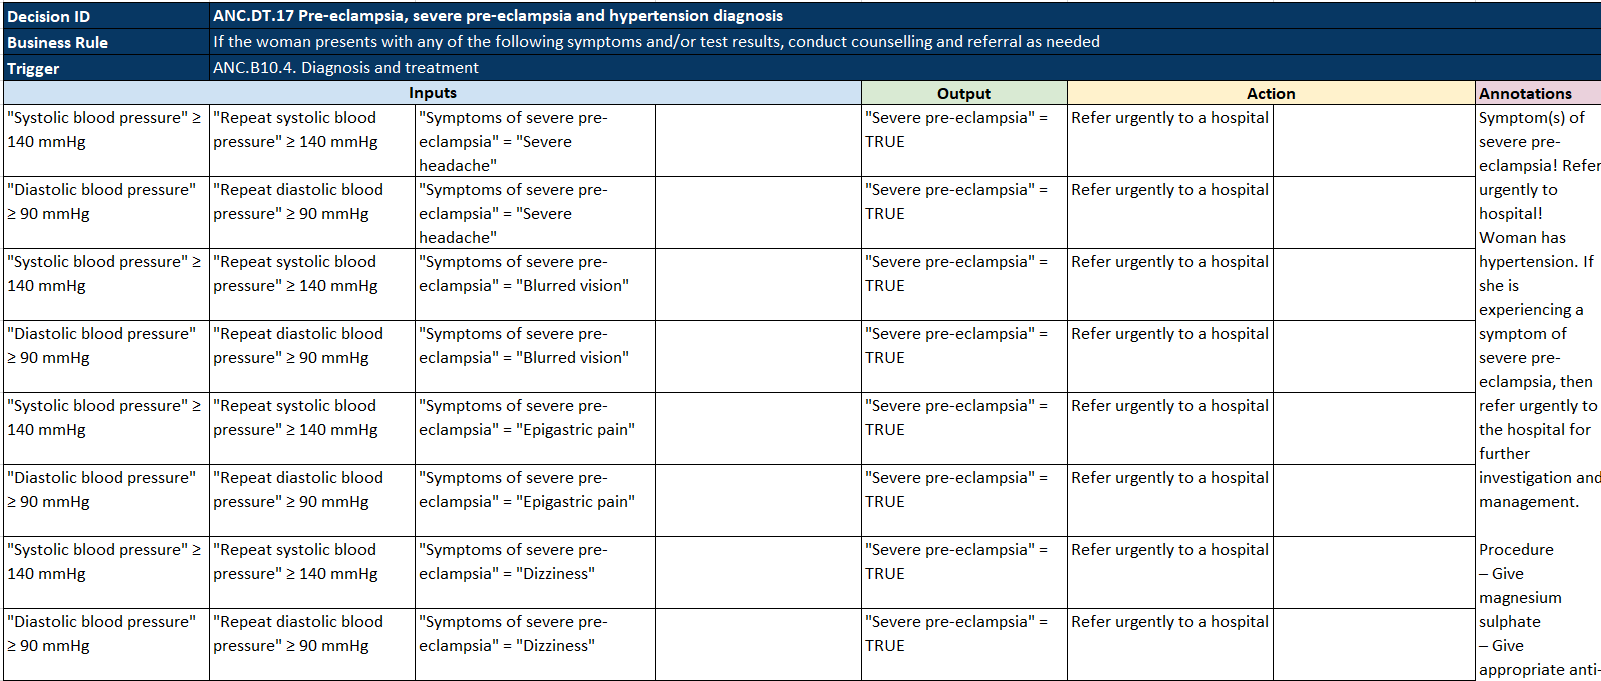 Decision ID ANC.DT.17 Pre-eclampsia, severe pre-eclampsia and hypertension diagnosis
Business Rule If the woman presents with any of the following symptoms and/or test results, conduct counselling and referral as needed
Trigger ANC.B10.4. Diagnosis and treatment
Inputs Output Action Annotations
"Systolic blood pressure" ≥
140 mmHg
"Repeat systolic blood
pressure" ≥ 140 mmHg
"Symptoms of severe pre-
eclampsia" = "Severe
headache"
"Severe pre-eclampsia" =
TRUE
Refer urgently to a hospital
"Diastolic blood pressure"
≥ 90 mmHg
"Repeat diastolic blood
pressure" ≥ 90 mmHg
"Symptoms of severe pre-
eclampsia" = "Severe
headache"
"Severe pre-eclampsia" =
TRUE
Refer urgently to a hospital
"Systolic blood pressure" ≥
140 mmHg
"Repeat systolic blood
pressure" ≥ 140 mmHg
"Symptoms of severe pre-
eclampsia" = "Blurred vision"
"Severe pre-eclampsia" =
TRUE
Refer urgently to a hospital
"Diastolic blood pressure"
≥ 90 mmHg
"Repeat diastolic blood
pressure" ≥ 90 mmHg
"Symptoms of severe pre-
eclampsia" = "Blurred vision"
"Severe pre-eclampsia" =
TRUE
Refer urgently to a hospital
"Systolic blood pressure" ≥
140 mmHg
"Repeat systolic blood
pressure" ≥ 140 mmHg
"Symptoms of severe pre-
eclampsia" = "Epigastric pain"
"Severe pre-eclampsia" =
TRUE
Refer urgently to a hospital
"Diastolic blood pressure"
≥ 90 mmHg
"Repeat diastolic blood
pressure" ≥ 90 mmHg
"Symptoms of severe pre-
eclampsia" = "Epigastric pain"
"Severe pre-eclampsia" =
TRUE
Refer urgently to a hospital
"Systolic blood pressure" ≥
140 mmHg
"Repeat systolic blood
pressure" ≥ 140 mmHg
"Symptoms of severe pre-
eclampsia" = "Dizziness"
"Severe pre-eclampsia" =
TRUE
Refer urgently to a hospital
"Diastolic blood pressure"
≥ 90 mmHg
"Repeat diastolic blood
pressure" ≥ 90 mmHg
"Symptoms of severe pre-
eclampsia" = "Dizziness"
"Severe pre-eclampsia" =
TRUE
Refer urgently to a hospital
Symptom(s) of
severe pre-
eclampsia! Refer
urgently to
hospital!
Woman has
hypertension. If
she is
experiencing a
symptom of
severe pre-
eclampsia, then
refer urgently to
the hospital for
further
investigation and
management.
Procedure
– Give
magnesium
sulphate
– Give
appropriate anti-